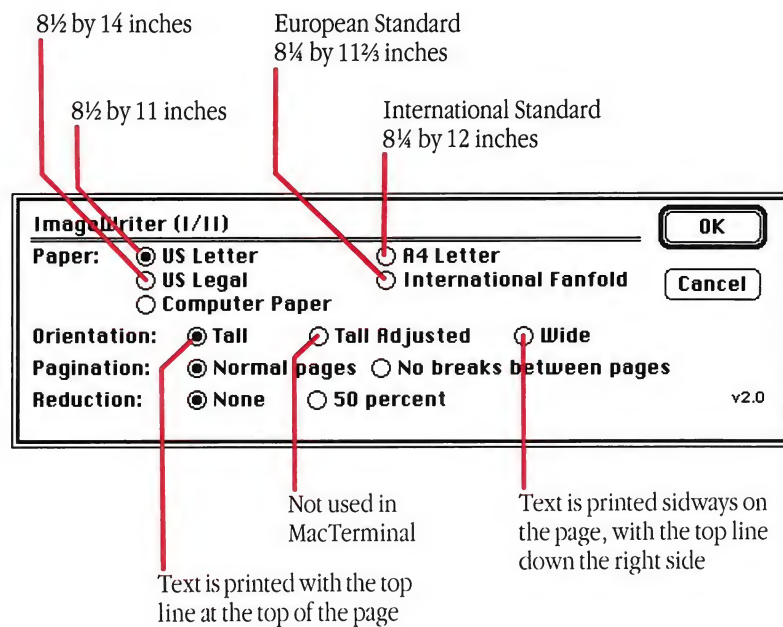 8½ by 14 inches
European Standard
8¼ by 11⅔ inches
8½ by 11 inches
International Standard
8¼ by 12 inches
ImageWriter (I/II)
OK
Paper: US Letter A4 Letter
US Legal International Fanfold
Cancel
Computer Paper
Orientation: Tall Tall Adjusted Wide
Pagination: Normal pages No breaks between pages
Reduction: None 50 percent v2.0
Not used in
MacTerminal
Text is printed sidways on
the page, with the top line
down the right side
Text is printed with the top
line at the top of the page